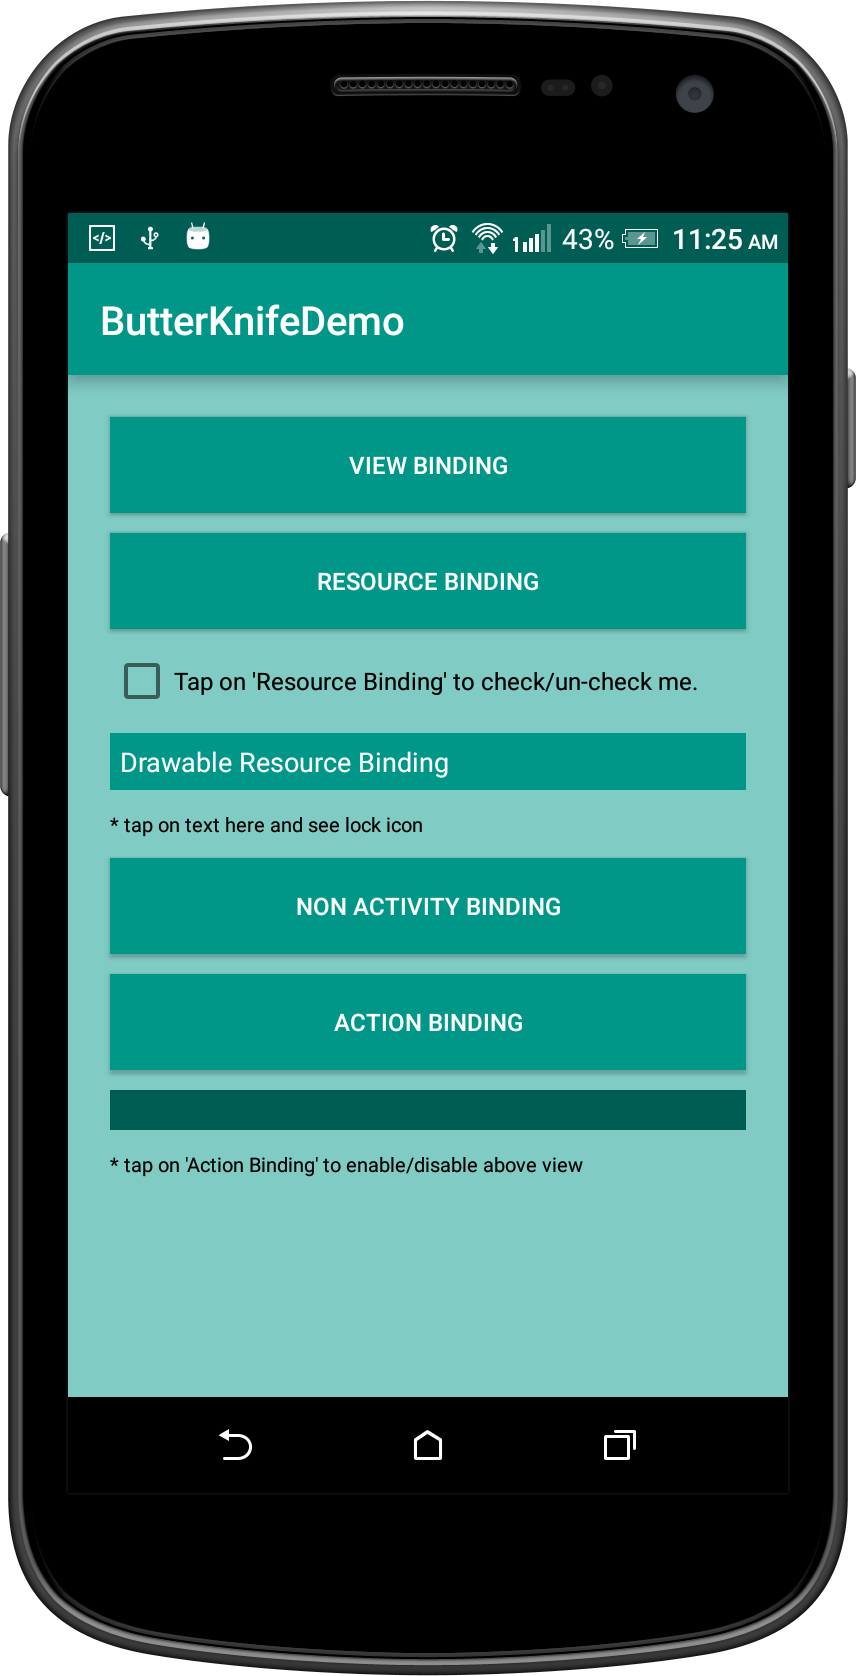 43% 11:25 AM
ButterKnifeDemo
VIEW BINDING
RESOURCE BINDING
Tap on 'Resource Binding' to check/un-check me.
Drawable Resource Binding
* tap on text here and see lock icon
NON ACTIVITY BINDING
ACTION BINDING
* tap on 'Action Binding' to enable/disable above view